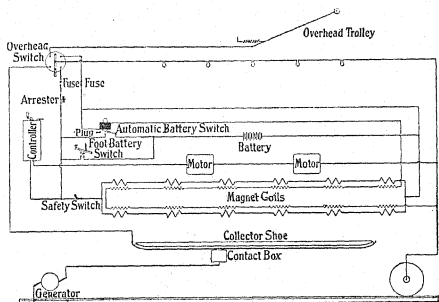 Overhead Trolley
Overhead
Switch
Fuse Fuse
Arrester
Controller
Plug
Automatic Battery Switch
Foot Battery
Switch
Battery
Motor
Motor
Safety Switch
Magnet Coils
Collector Shoe
Contact Box
Generator